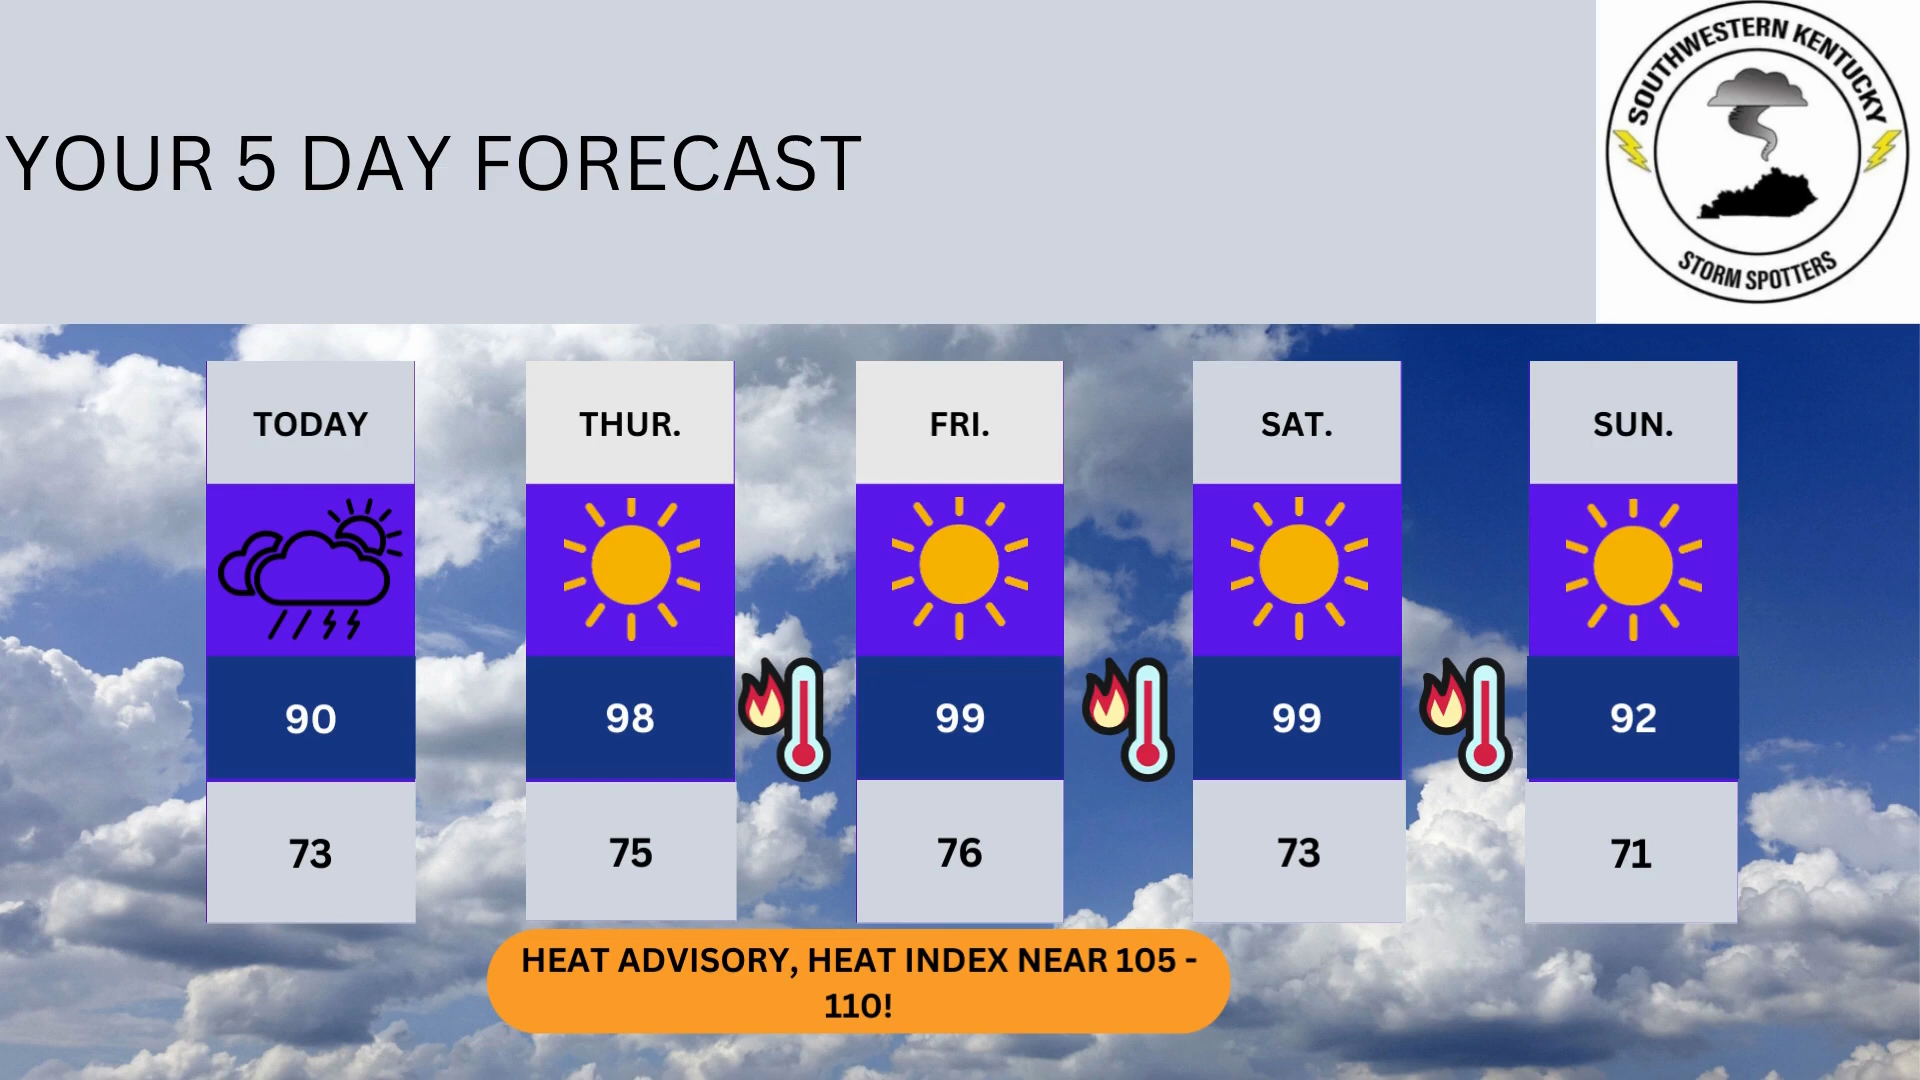 YOUR 5 DAY FORECAST
SOUTHWESTERN KENTUCKY
STORM SPOTTERS
TODAY THUR. FRI. SAT. SUN.
90 98 99 99 92
73 75 76 73 71
HEAT ADVISORY, HEAT INDEX NEAR 105 -
110!